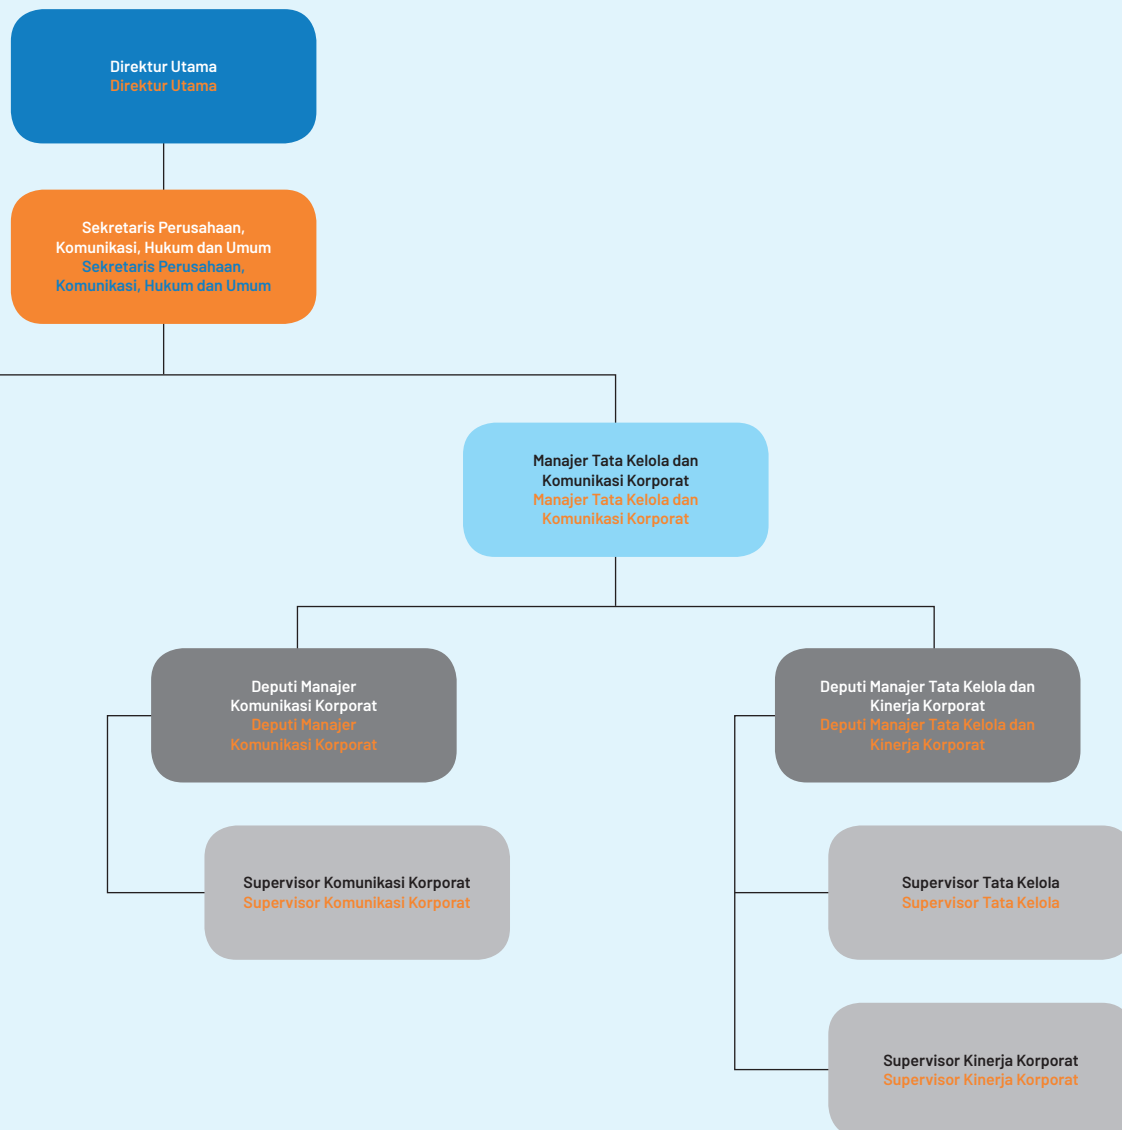 Direktur Utama
Direktur Utama
Sekretaris Perusahaan,
Komunikasi, Hukum dan Umum
Sekretaris Perusahaan,
Komunikasi, Hukum dan Umum
Manajer Tata Kelola dan
Komunikasi Korporat
Manajer Tata Kelola dan
Komunikasi Korporat
Deputi Manajer
Komunikasi Korporat
Deputi Manajer
Komunikasi Korporat
Deputi Manajer Tata Kelola dan
Kinerja Korporat
Deputi Manajer Tata Kelola dan
Kinerja Korporat
Supervisor Komunikasi Korporat
Supervisor Komunikasi Korporat
Supervisor Tata Kelola
Supervisor Tata Kelola
Supervisor Kinerja Korporat
Supervisor Kinerja Korporat